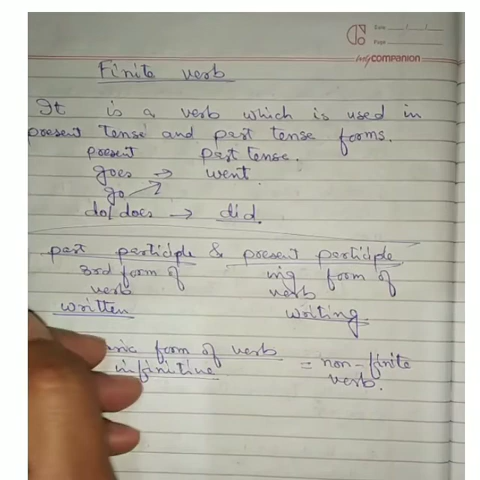 Date
Page
my companion
Finite verb
It is a verb which is used in
present tense and past tense forms.
present past tense.
goes → went.
go
do/does → did.
past participle & present participle
3rd form of ing form of
verb verb
written writing
form of verb = non-finite
infinitive verb.